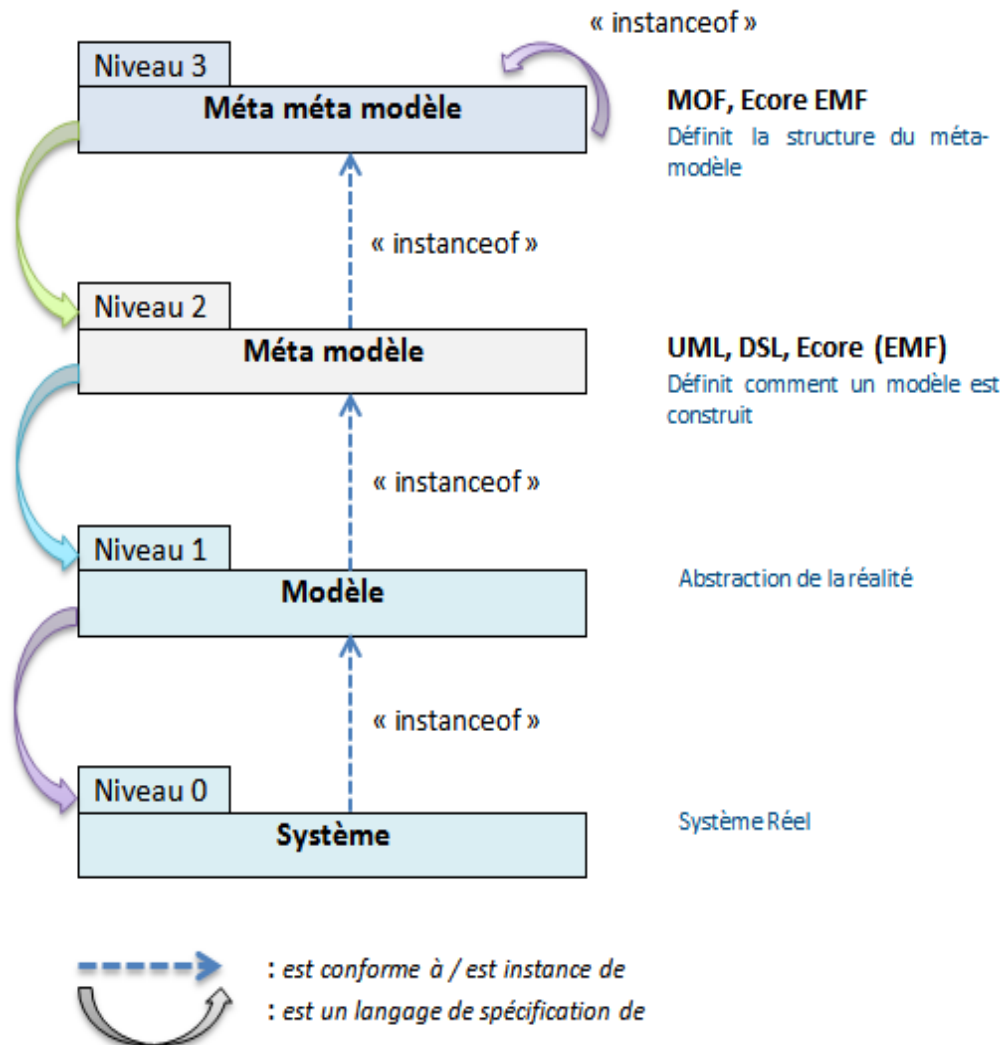 « instanceof »
Niveau 3
Méta méta modèle
MOF, Ecore EMF
Définit la structure du méta-
modèle
« instanceof »
Niveau 2
Méta modèle
UML, DSL, Ecore (EMF)
Définit comment un modèle est
construit
« instanceof »
Niveau 1
Modèle
Abstraction de la réalité
« instanceof »
Niveau 0
Système
Système Réel
: est conforme à / est instance de
: est un langage de spécification de